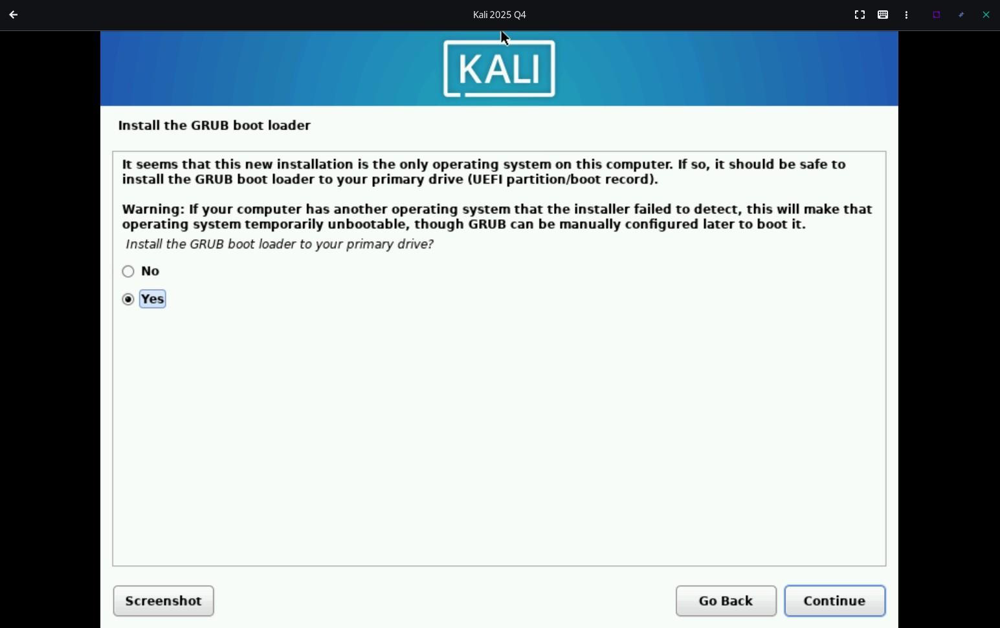 Kali 2025 Q4
KALI
Install the GRUB boot loader
It seems that this new installation is the only operating system on this computer. If so, it should be safe to
install the GRUB boot loader to your primary drive (UEFI partition/boot record).
Warning: If your computer has another operating system that the installer failed to detect, this will make that
operating system temporarily unbootable, though GRUB can be manually configured later to boot it.
Install the GRUB boot loader to your primary drive?
No
Yes
Screenshot
Go Back
Continue